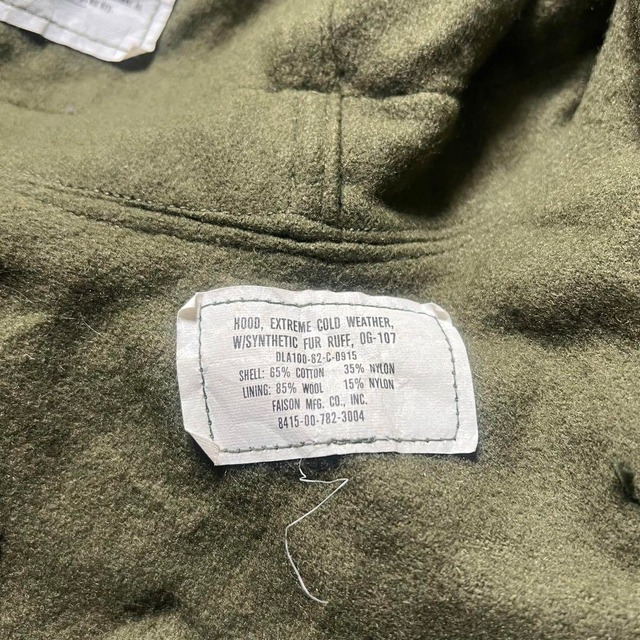 HOOD, EXTREME COLD WEATHER,
W/SYNTHETIC FUR RUFF, OG-107
DLA100-82-C-0915
SHELL: 65% COTTON 35% NYLON
LINING: 85% WOOL 15% NYLON
FAISON MFG. CO., INC.
8415-00-782-3004